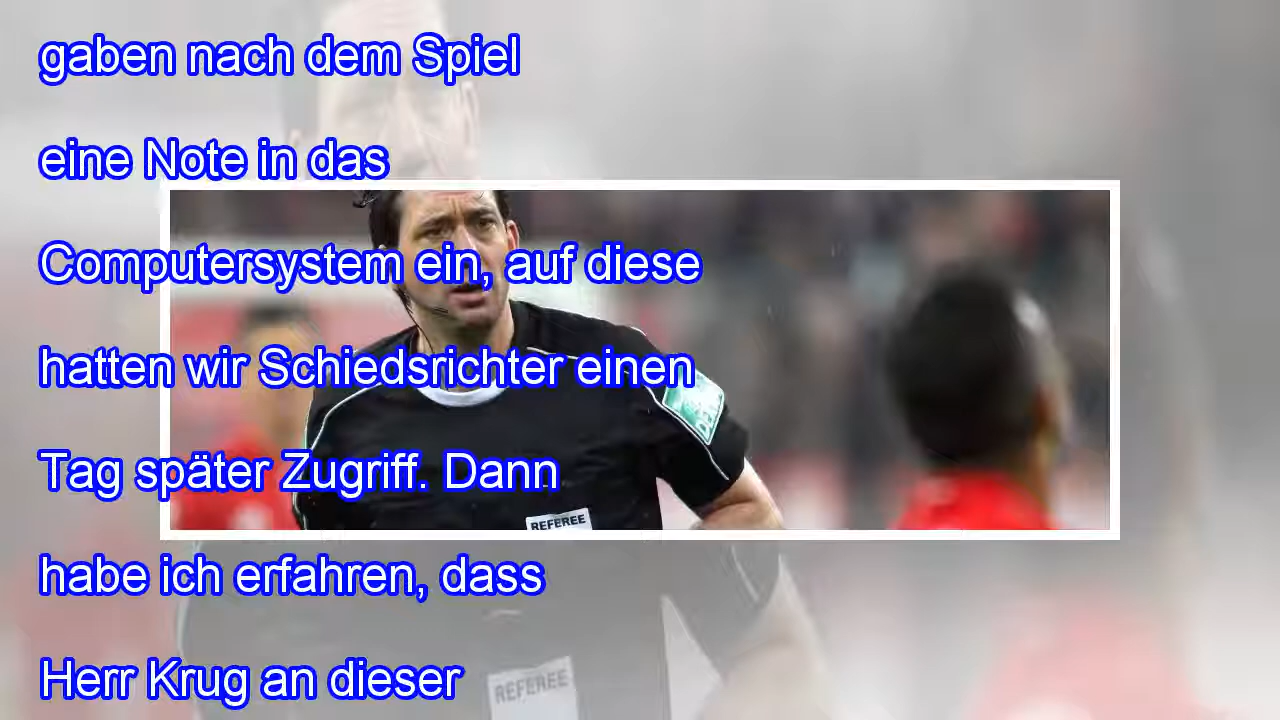 gaben nach dem Spiel
eine Note in das
Computersystem ein, auf diese
hatten wir Schiedsrichter einen
Tag später Zugriff. Dann
habe ich erfahren, dass
Herr Krug an dieser
REFEREE
REFEREE